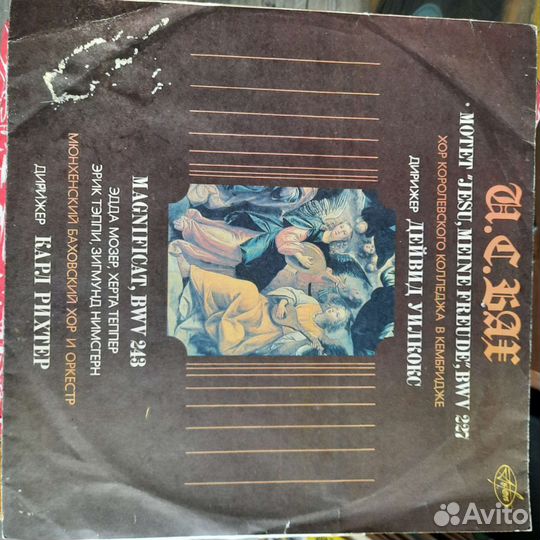 И.С.БАХ
МОТЕТ "JESU, MEINE FREUDE", BWV 227
ХОР КОРОЛЕВСКОГО КОЛЛЕДЖА В КЕМБРИДЖЕ
ДИРИЖЕР ДЕЙВИД УИЛКОКС
MAGNIFICAT, BWV 243
ЭДДА МОЗЕР, ХЕРТА ТЕППЕР
ЭРИК ТЭППИ, ЗИГМУНД НИМСГЕРН
МЮНХЕНСКИЙ БАХОВСКИЙ ХОР И ОРКЕСТР
ДИРИЖЕР КАРЛ РИХТЕР
Avito